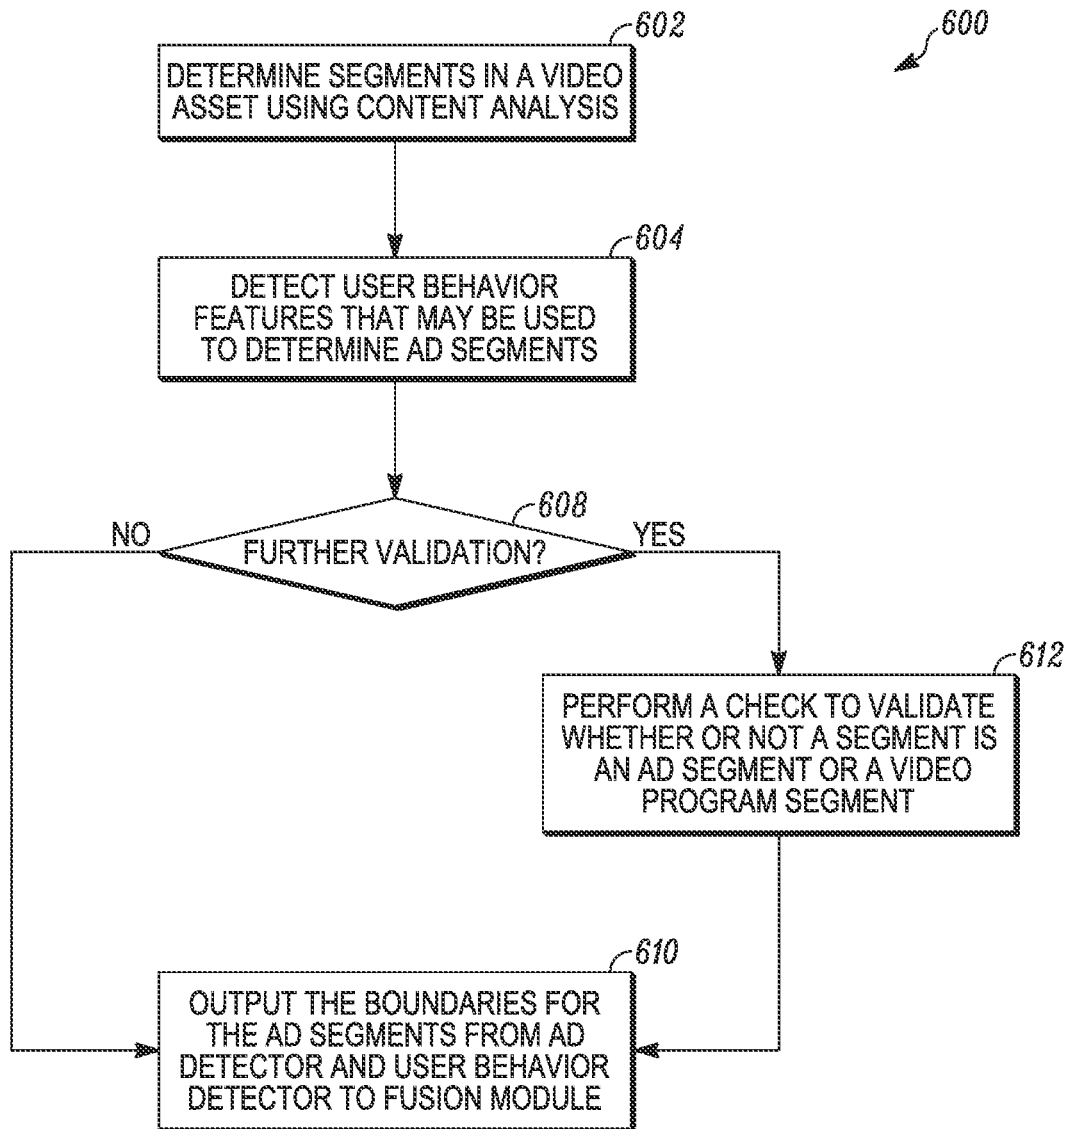 602
600
DETERMINE SEGMENTS IN A VIDEO
ASSET USING CONTENT ANALYSIS
604
DETECT USER BEHAVIOR
FEATURES THAT MAY BE USED
TO DETERMINE AD SEGMENTS
608
NO
FURTHER VALIDATION?
YES
612
PERFORM A CHECK TO VALIDATE
WHETHER OR NOT A SEGMENT IS
AN AD SEGMENT OR A VIDEO
PROGRAM SEGMENT
610
OUTPUT THE BOUNDARIES FOR
THE AD SEGMENTS FROM AD
DETECTOR AND USER BEHAVIOR
DETECTOR TO FUSION MODULE